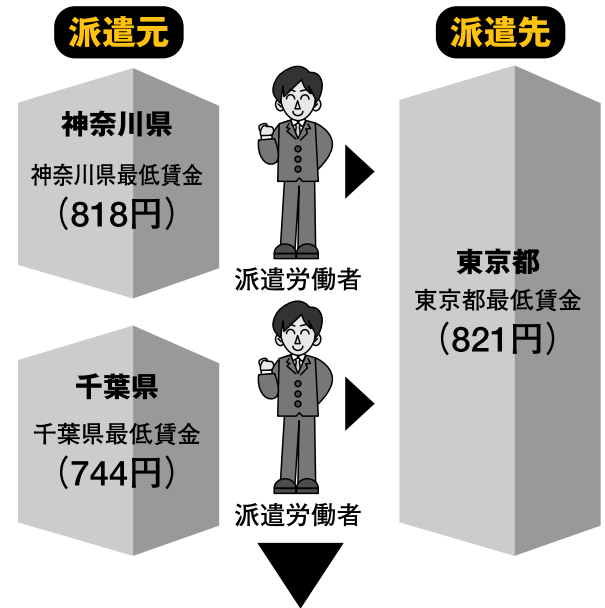 派遣元
派遣先
神奈川県
神奈川県最低賃金
（818円）
派遣労働者
東京都
東京都最低賃金
（821円）
千葉県
千葉県最低賃金
（744円）
派遣労働者